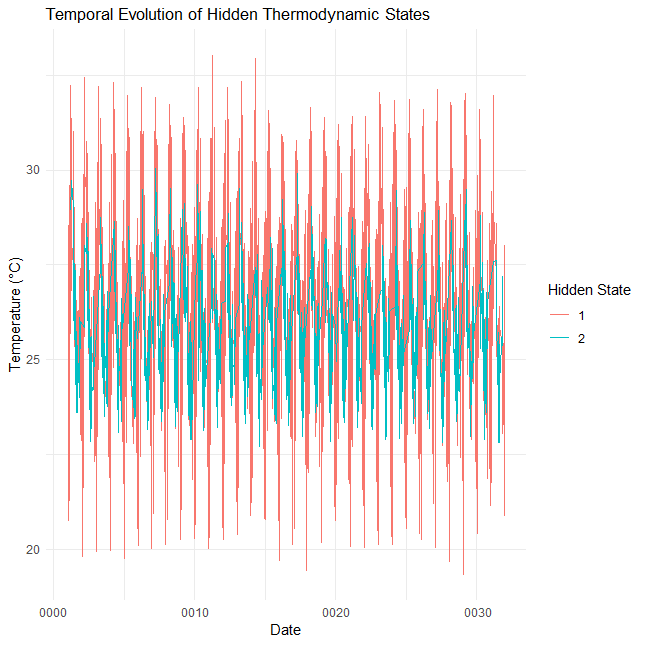 Temporal Evolution of Hidden Thermodynamic States
Temperature (°C)
30
25
20
0000 0010 0020 0030
Date
Hidden State
1
2